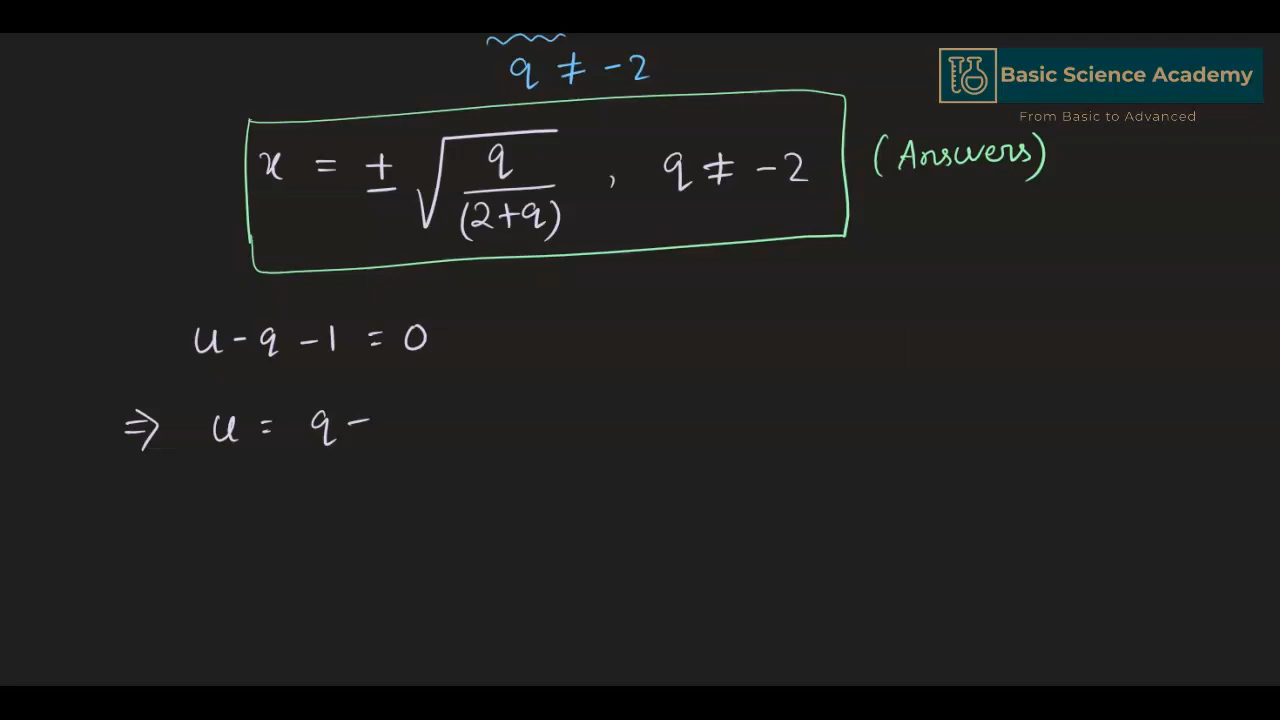 q ≠ -2
Basic Science Academy
From Basic to Advanced
x = ± √(q/(2+q)) , q ≠ -2 (Answers)
u - q - 1 = 0
⇒ u = q -